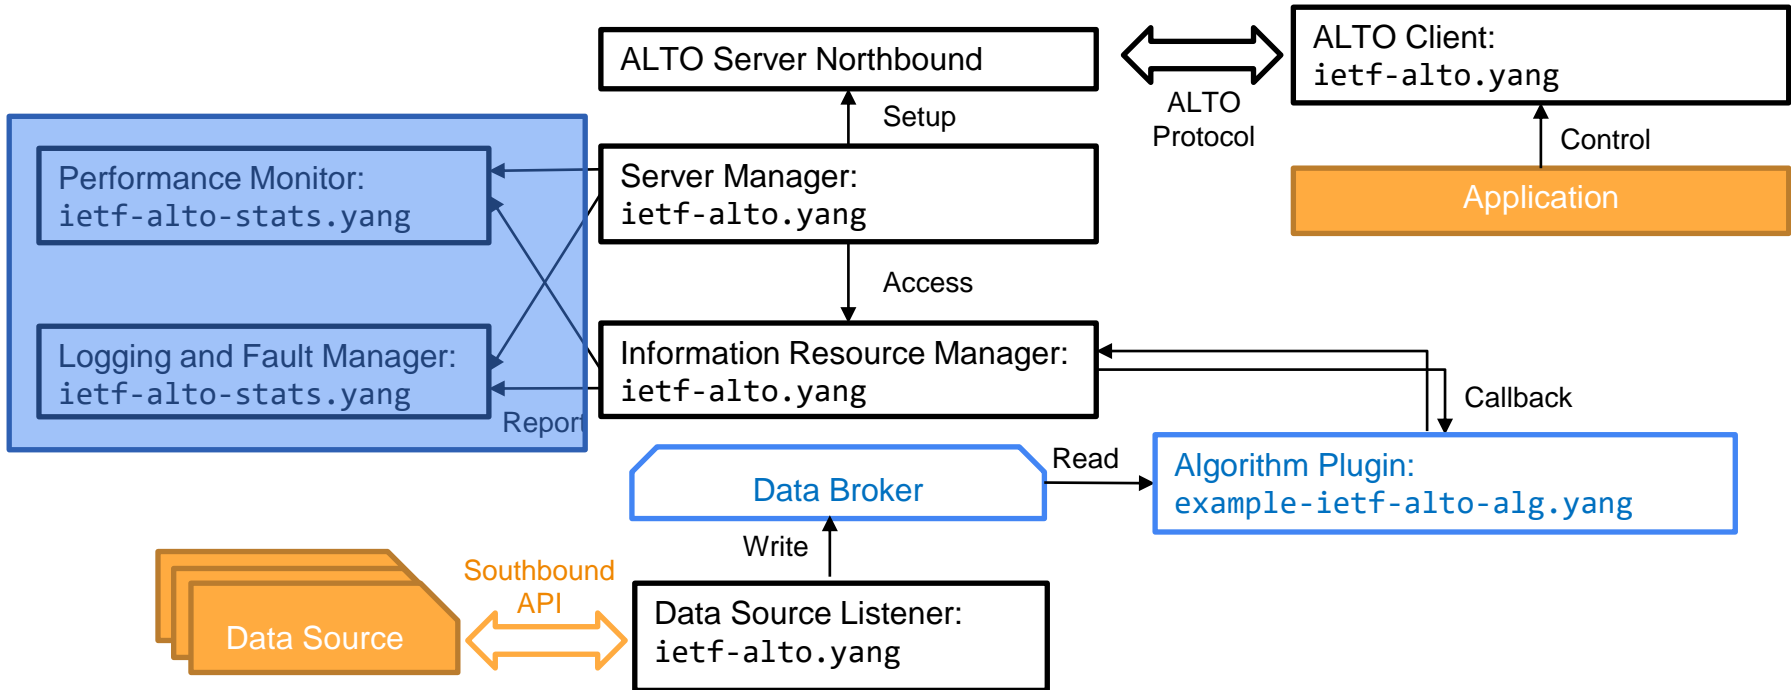 ALTO Server Northbound
ALTO Client:
ietf-alto.yang
ALTO
Protocol
Setup
Control
Performance Monitor:
ietf-alto-stats.yang
Server Manager:
ietf-alto.yang
Application
Access
Logging and Fault Manager:
ietf-alto-stats.yang
Report
Information Resource Manager:
ietf-alto.yang
Callback
Data Broker
Read
Algorithm Plugin:
example-ietf-alto-alg.yang
Write
Southbound
API
Data Source
Data Source Listener:
ietf-alto.yang